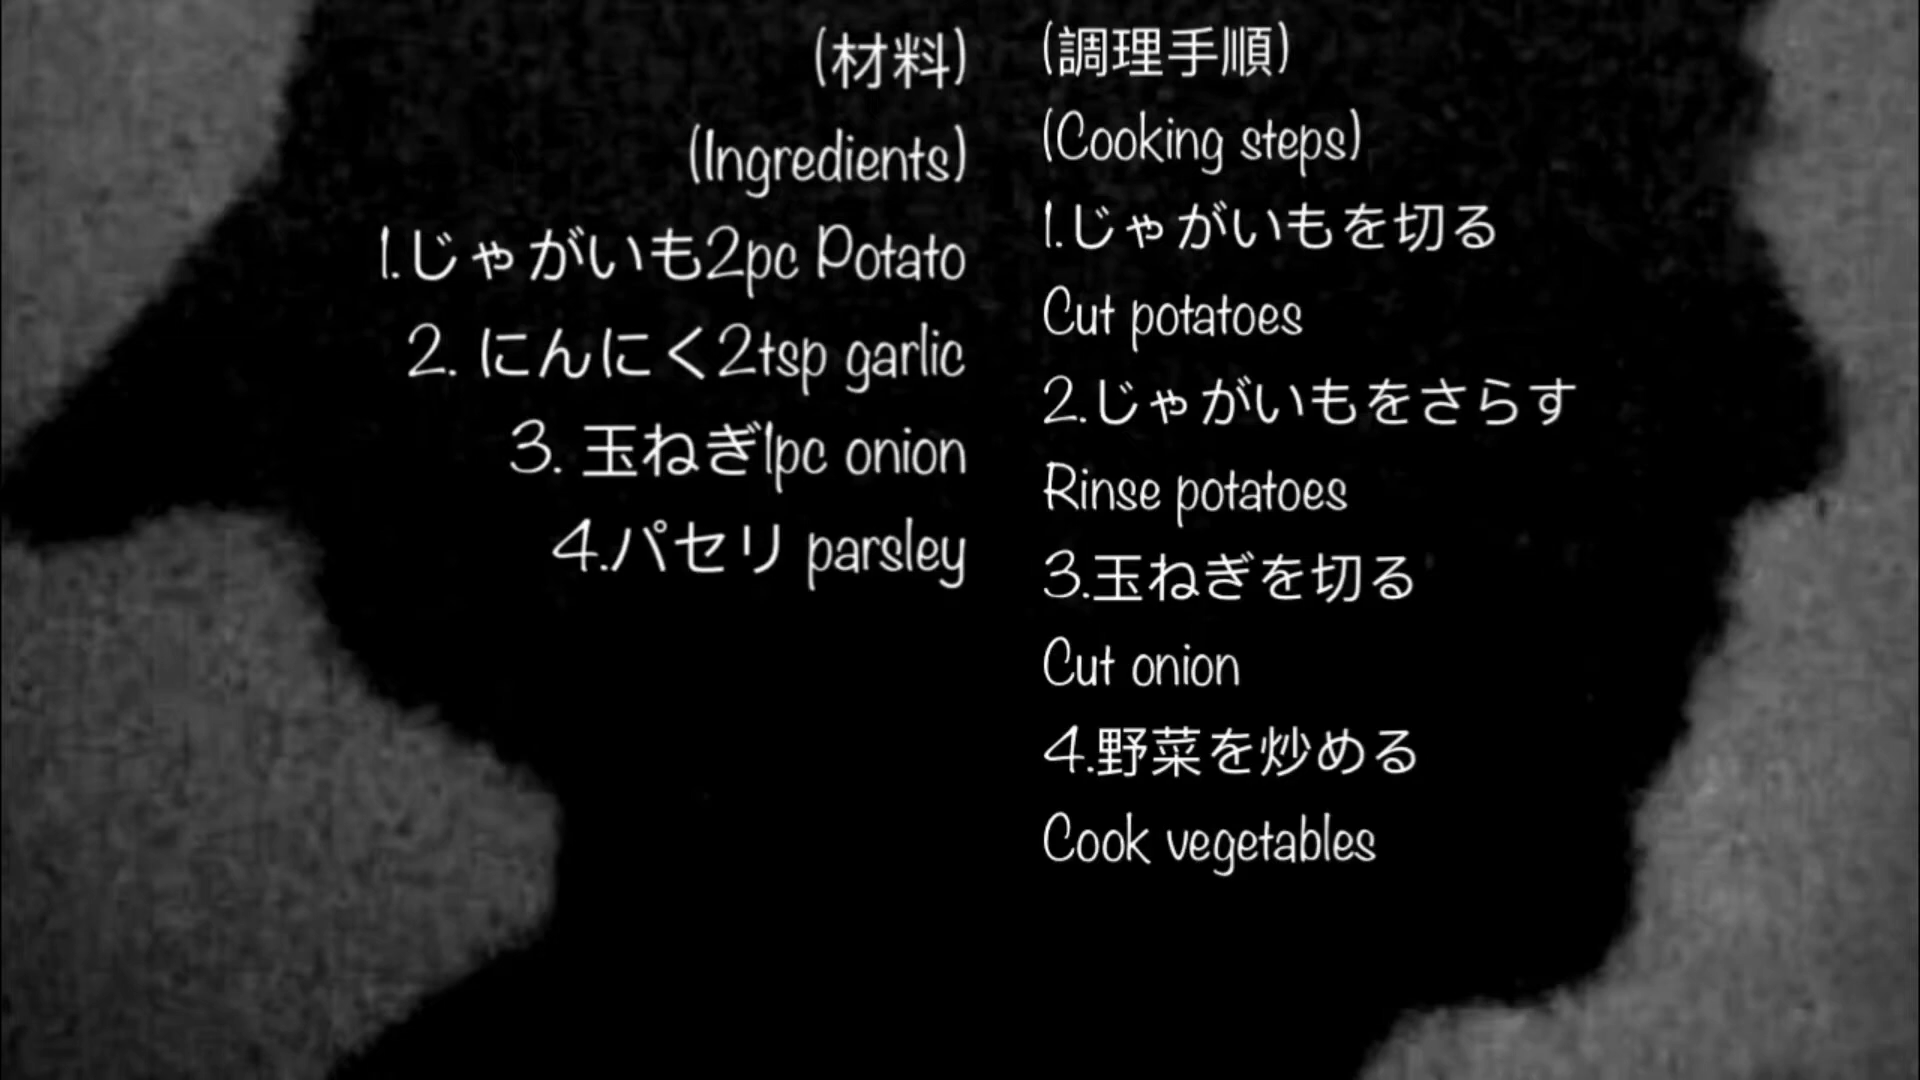 (材料)
(Ingredients)
1.じゃがいも2pc Potato
2. にんにく2tsp garlic
3. 玉ねぎ1pc onion
4.パセリ parsley
(調理手順)
(Cooking steps)
1.じゃがいもを切る
Cut potatoes
2.じゃがいもをさらす
Rinse potatoes
3.玉ねぎを切る
Cut onion
4.野菜を炒める
Cook vegetables